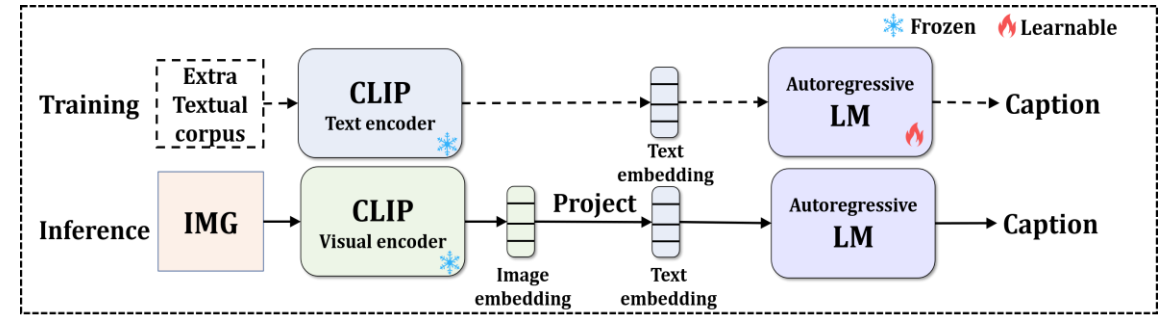 Frozen
Learnable
Training
Extra
Textual
corpus
CLIP
Text encoder
Text
embedding
Autoregressive
LM
Caption
Inference
IMG
CLIP
Visual encoder
Image
embedding
Project
Text
embedding
Autoregressive
LM
Caption